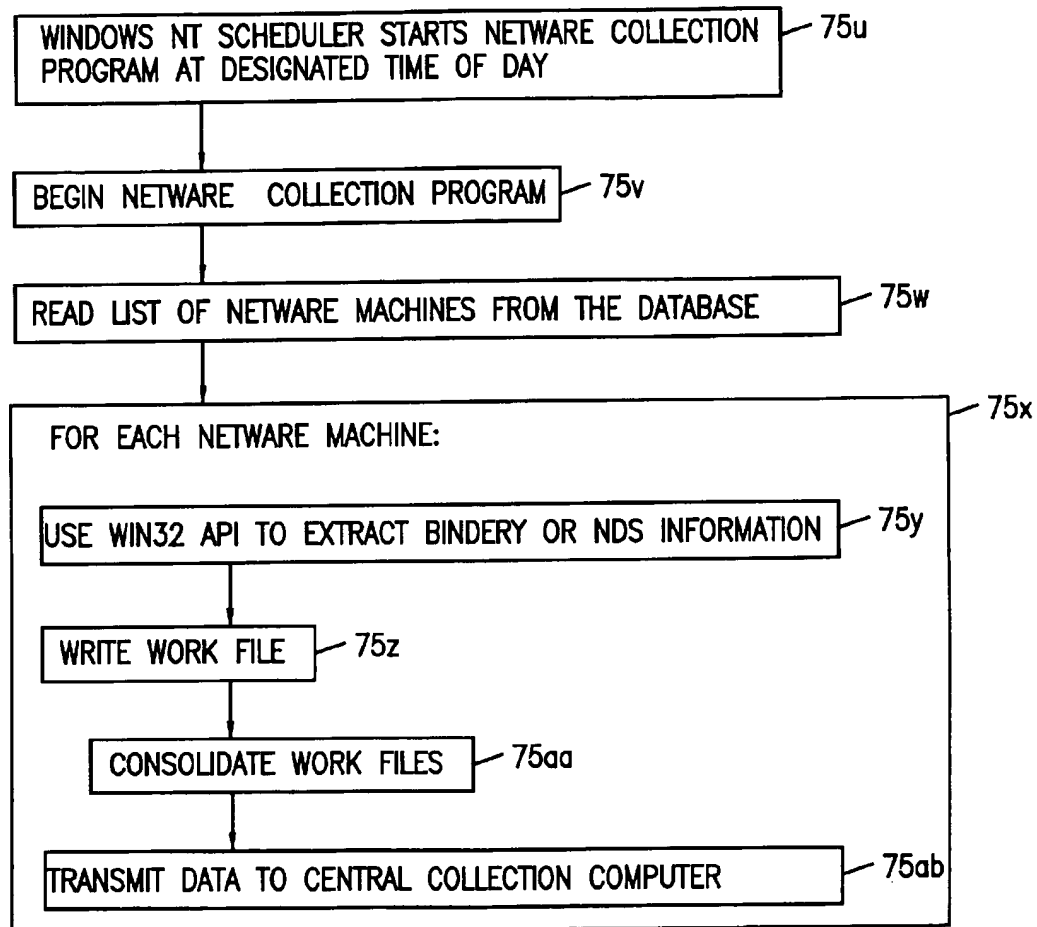 WINDOWS NT SCHEDULER STARTS NETWARE COLLECTION
PROGRAM AT DESIGNATED TIME OF DAY
75u
BEGIN NETWARE COLLECTION PROGRAM
75v
READ LIST OF NETWARE MACHINES FROM THE DATABASE
75w
75x
FOR EACH NETWARE MACHINE:
USE WIN32 API TO EXTRACT BINDERY OR NDS INFORMATION
75y
WRITE WORK FILE
75z
CONSOLIDATE WORK FILES
75aa
TRANSMIT DATA TO CENTRAL COLLECTION COMPUTER
75ab